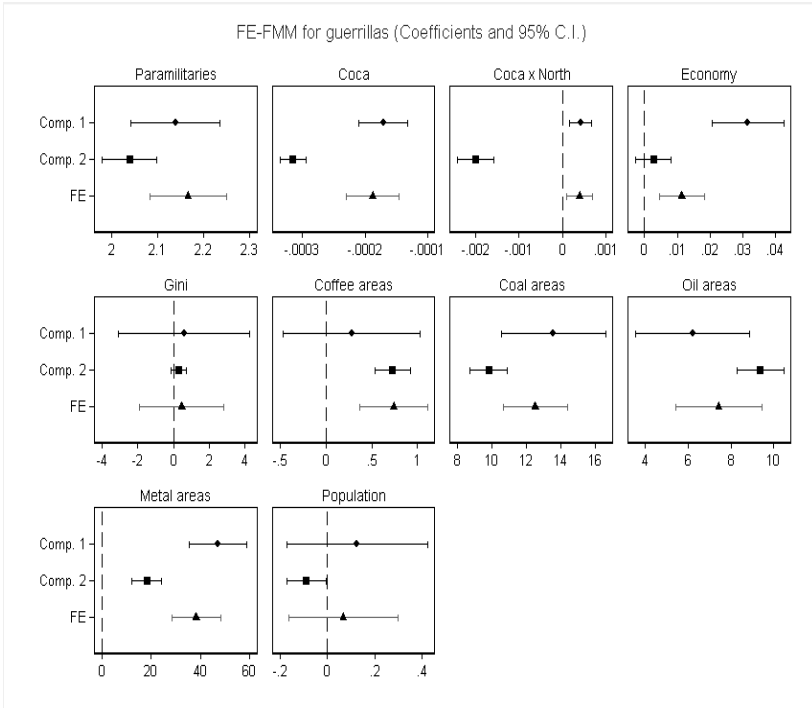 FE-FMM for guerrillas (Coefficients and 95% C.I.)
Paramilitaries Coca Coca x North Economy
Comp. 1
Comp. 2
FE
2 2.1 2.2 2.3 -.0003 -.0002 -.0001 -.002 -.001 0 .001 0 .01 .02 .03 .04
Gini Coffee areas Coal areas Oil areas
Comp. 1
Comp. 2
FE
-4 -2 0 2 4 -.5 0 .5 1 8 10 12 14 16 4 6 8 10
Metal areas Population
Comp. 1
Comp. 2
FE
0 20 40 60 -.2 0 .2 .4